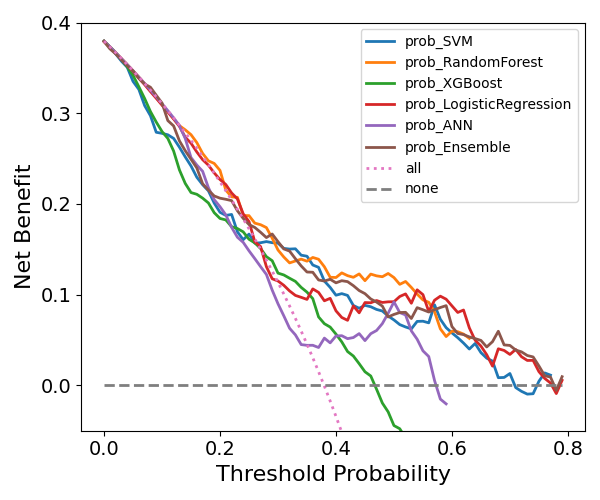 0.4
0.3
0.2
0.1
0.0
Net Benefit
prob_SVM
prob_RandomForest
prob_XGBoost
prob_LogisticRegression
prob_ANN
prob_Ensemble
all
none
0.0 0.2 0.4 0.6 0.8
Threshold Probability